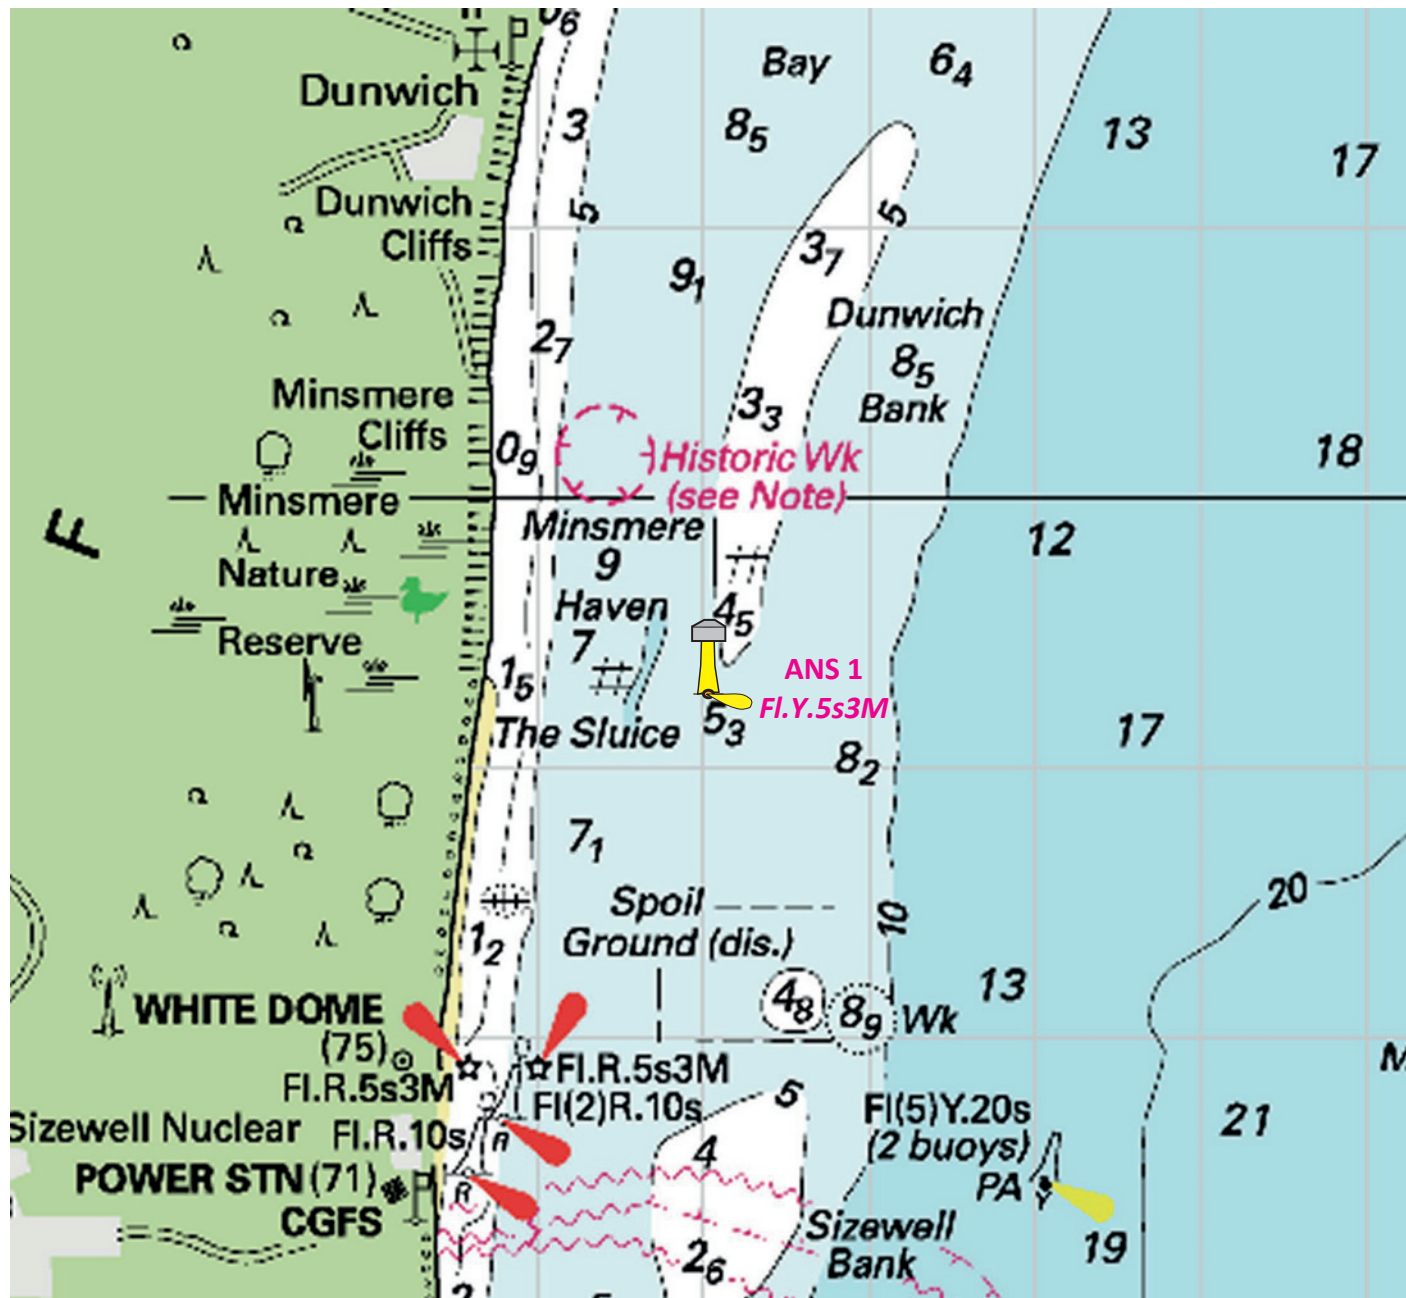 0₆
Bay
6₄
Dunwich
3
8₅
13
17
Dunwich
Cliffs
5
5
3₇
9₁
Dunwich
8₅
Bank
2₇
Minsmere
Cliffs
3₃
0₉
Historic Wk
(see Note)
18
Minsmere
Nature
Reserve
F
Minsmere
9
Haven
7
12
4₅
1₅
ANS 1
Fl.Y.5s3M
5₃
The Sluice
17
8₂
7₁
20
Spoil
Ground (dis.)
10
1₂
13
4₈
8₉
Wk
WHITE DOME
(75)
Fl.R.5s3M
Fl.R.5s3M
Fl(2)R.10s
M
Sizewell Nuclear
Fl.R.10s
R
5
4
Fl(5)Y.20s
(2 buoys)
PA
Y
21
POWER STN (71)
CGFS
R
Sizewell
Bank
19
2₆
2